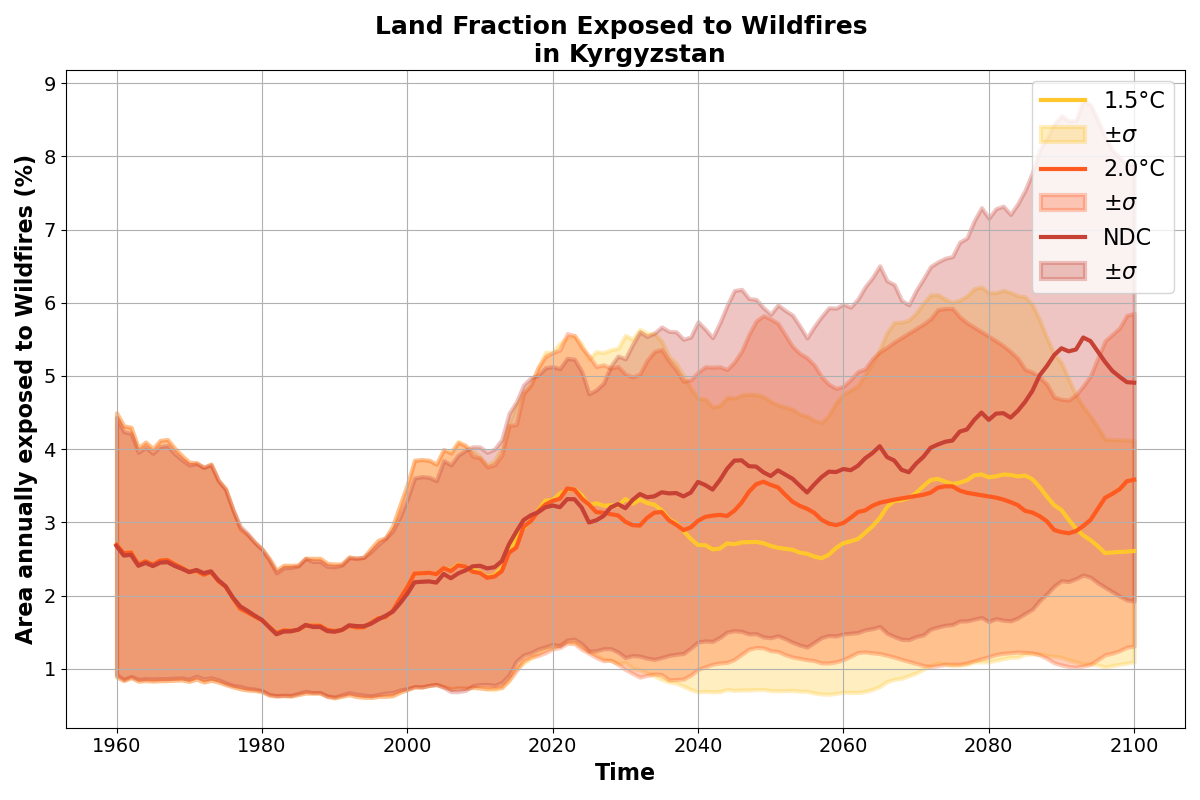 Land Fraction Exposed to Wildfires
in Kyrgyzstan
Area annually exposed to Wildfires (%)
9
8
7
6
5
4
3
2
1
1.5°C
±σ
2.0°C
±σ
NDC
±σ
1960 1980 2000 2020 2040 2060 2080 2100
Time